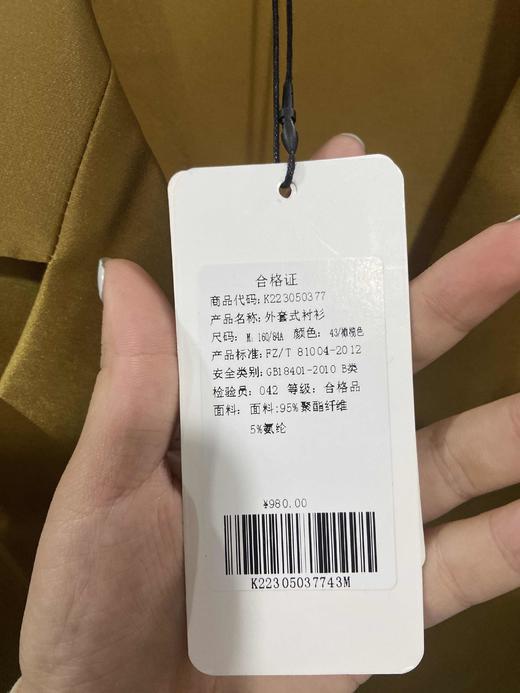 合格证
商品代码: K223050377
产品名称: 外套式衬衫
尺码: M: 160/84A 颜色: 43/橄榄色
产品标准: FZ/T 81004-2012
安全类别: GB18401-2010 B类
检验员: 042 等级: 合格品
面料: 面料:95%聚酯纤维
5%氨纶
¥980.00
K22305037743M